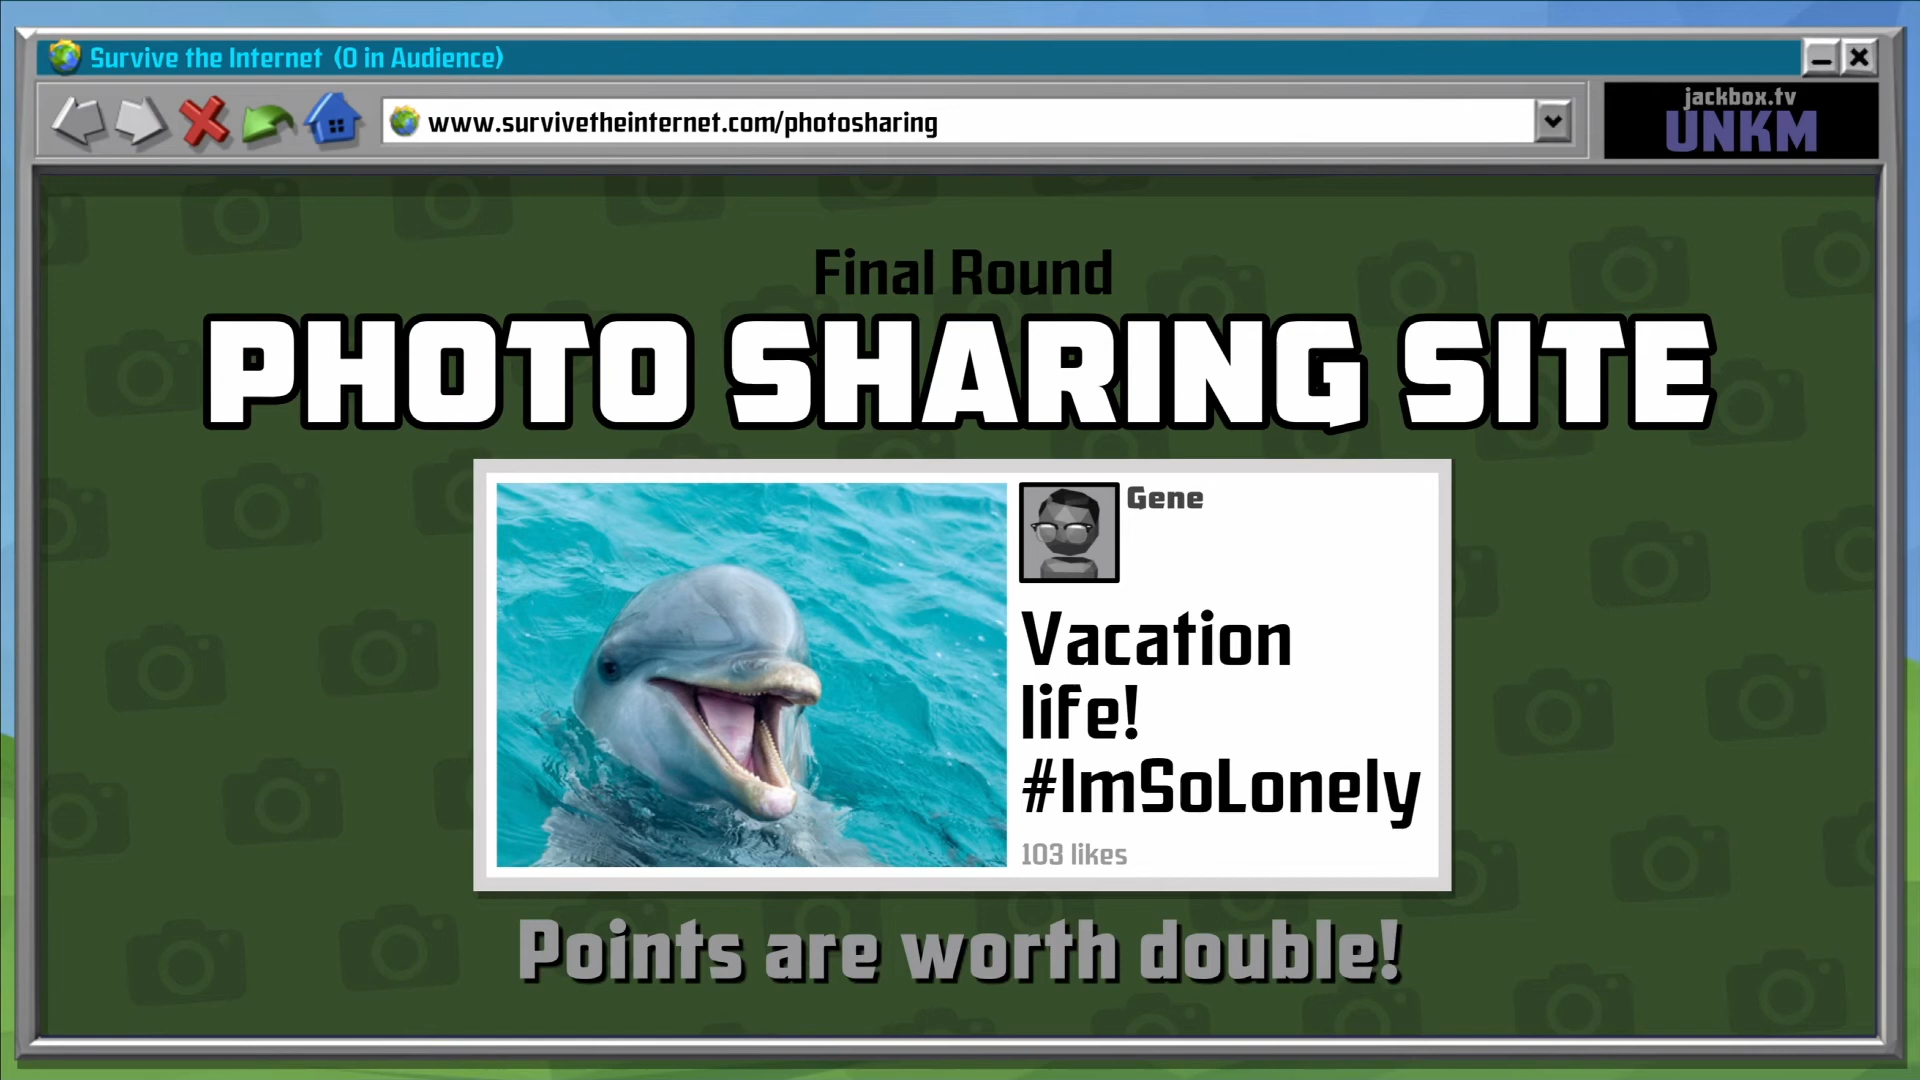 Survive the Internet (0 in Audience)
www.survivetheinternet.com/photosharing
jackbox.tv
UNKM
Final Round
PHOTO SHARING SITE
Gene
Vacation
life!
#ImSoLonely
103 likes
Points are worth double!